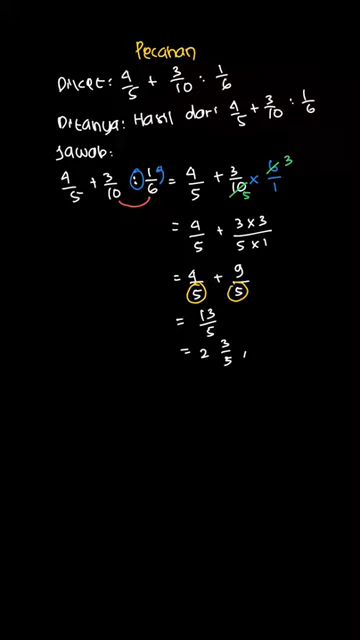 Pecahan
Diket: 4/5 + 3/10 : 1/6
Ditanya: Hasil dari 4/5 + 3/10 : 1/6
Jawab:
4/5 + 3/10 : 1/6 = 4/5 + 3/10 5 × 6/1 3
= 4/5 + 3×3/5×1
= 4/5 + 9/5
= 13/5
= 2 3/5 ,